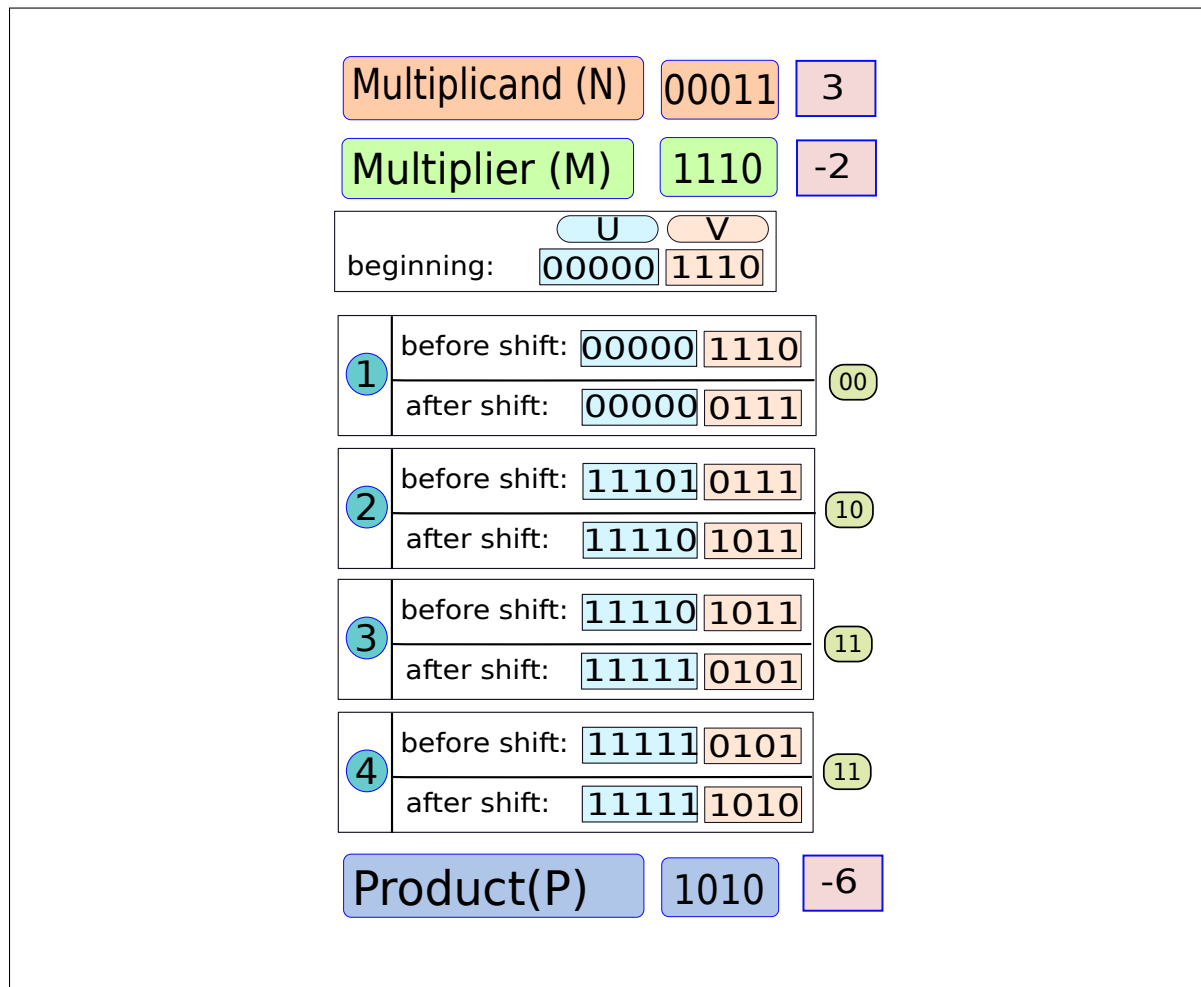 Multiplicand (N) 00011 3
Multiplier (M) 1110 -2
U V
beginning: 00000 1110
1 before shift: 00000 1110
00
after shift: 00000 0111
2 before shift: 11101 0111
10
after shift: 11110 1011
3 before shift: 11110 1011
11
after shift: 11111 0101
4 before shift: 11111 0101
11
after shift: 11111 1010
Product(P) 1010 -6